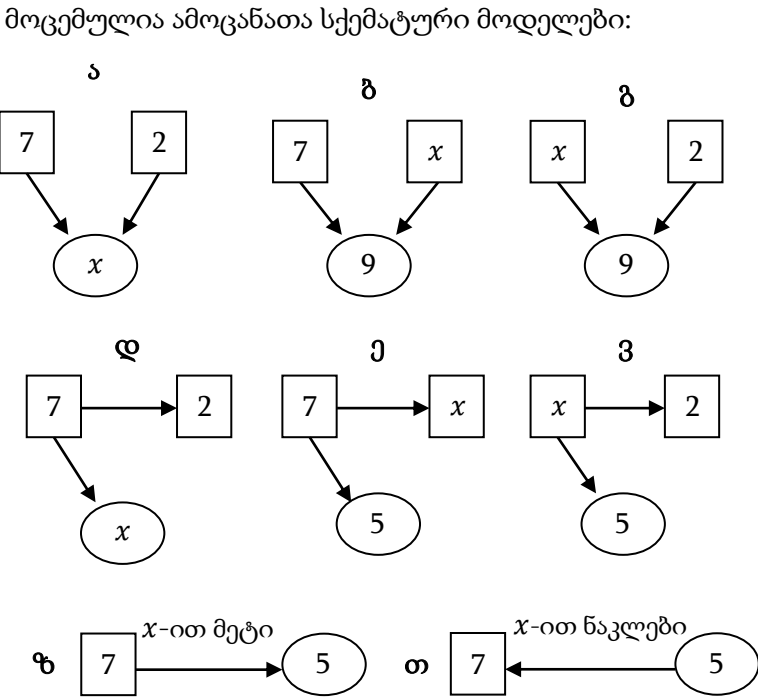 მოცემულია ამოცანათა სქემატური მოდელები:
ა ბ გ
7 2 7 x x 2
x 9 9
დ ე ვ
7 2 7 x x 2
x 5 5
ზ 7 x-ით მეტი 5 თ 7 x-ით ნაკლები 5